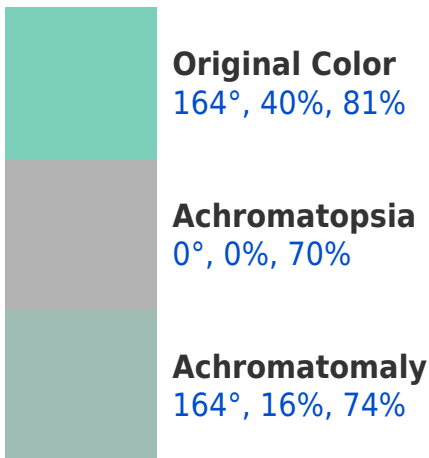 Original Color
164°, 40%, 81%
Achromatopsia
0°, 0%, 70%
Achromatomaly
164°, 16%, 74%